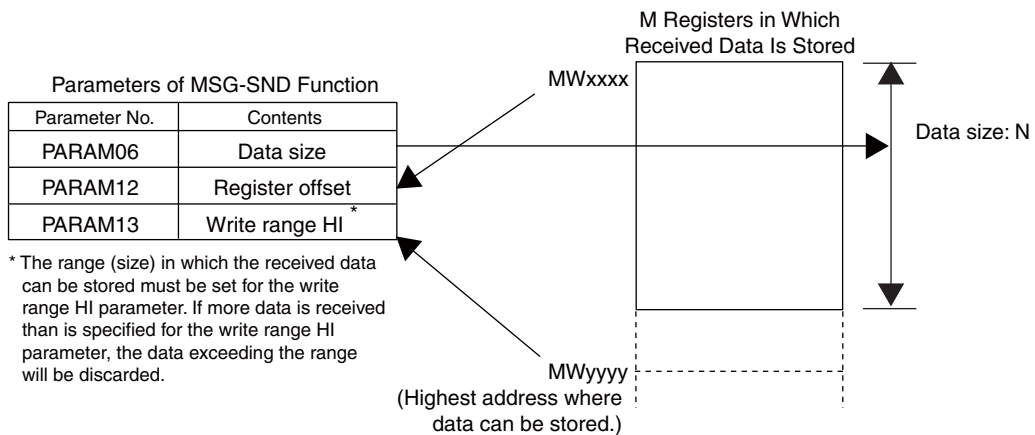 M Registers in Which
Received Data Is Stored
MWxxxx
Parameters of MSG-SND Function
Parameter No. Contents
PARAM06 Data size
PARAM12 Register offset
PARAM13 Write range HI *
Data size: N
* The range (size) in which the received data
can be stored must be set for the write
range HI parameter. If more data is received
than is specified for the write range HI
parameter, the data exceeding the range
will be discarded.
MWyyyy
(Highest address where
data can be stored.)